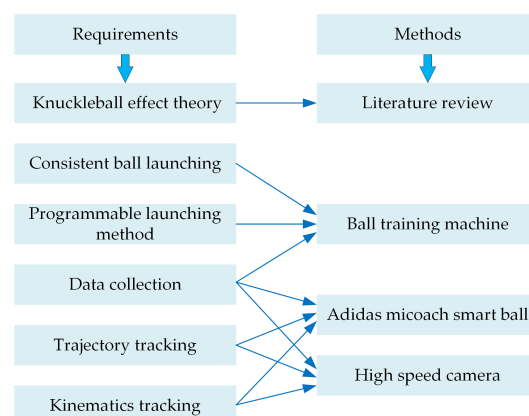 Requirements
Methods
Knuckleball effect theory
Literature review
Consistent ball launching
Programmable launching
method
Ball training machine
Data collection
Adidas micoach smart ball
Trajectory tracking
High speed camera
Kinematics tracking